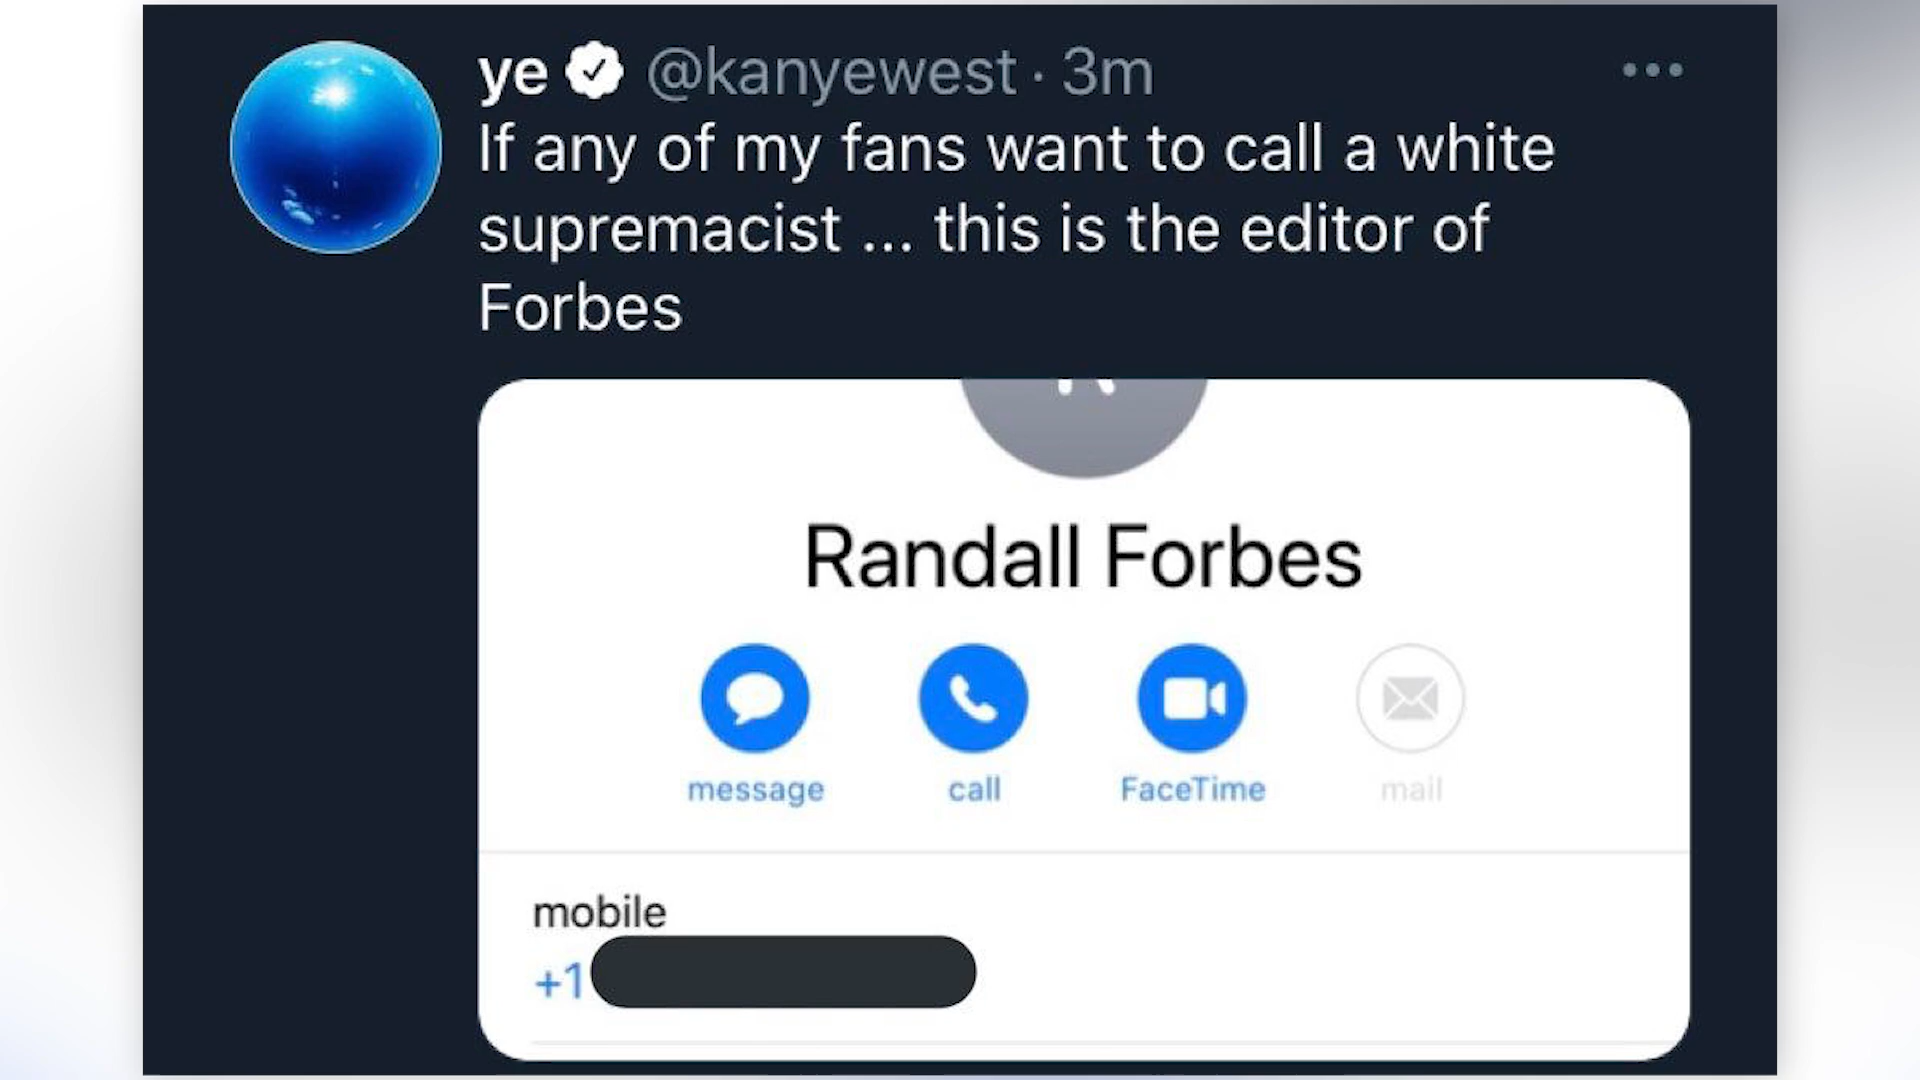 ye @kanyewest · 3m
If any of my fans want to call a white
supremacist ... this is the editor of
Forbes
Randall Forbes
message call FaceTime mail
mobile
+1